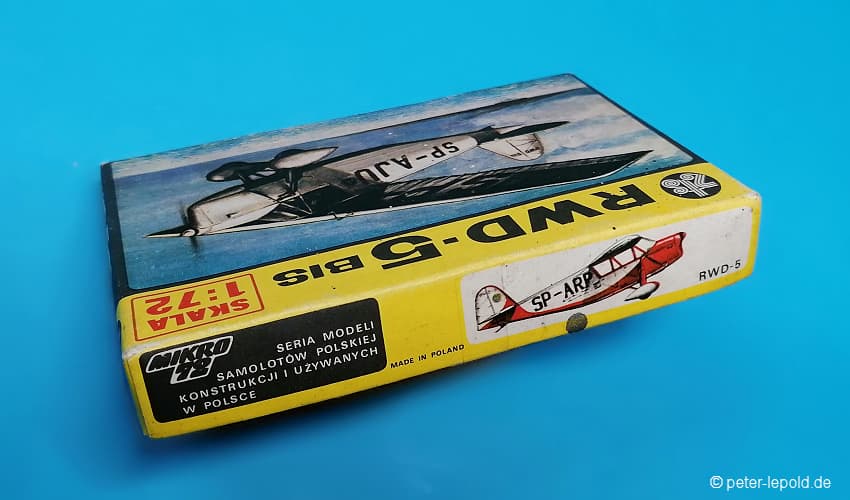 SP-AJU
RWD-5 BIS
SKALA
1:72
MIKRO
72
SERIA MODELI
SAMOLOTÓW POLSKIEJ
KONSTRUKCJI I UŻYWANYCH
W POLSCE
MADE IN POLAND
SP-ARP
RWD-5
© peter-lepold.de